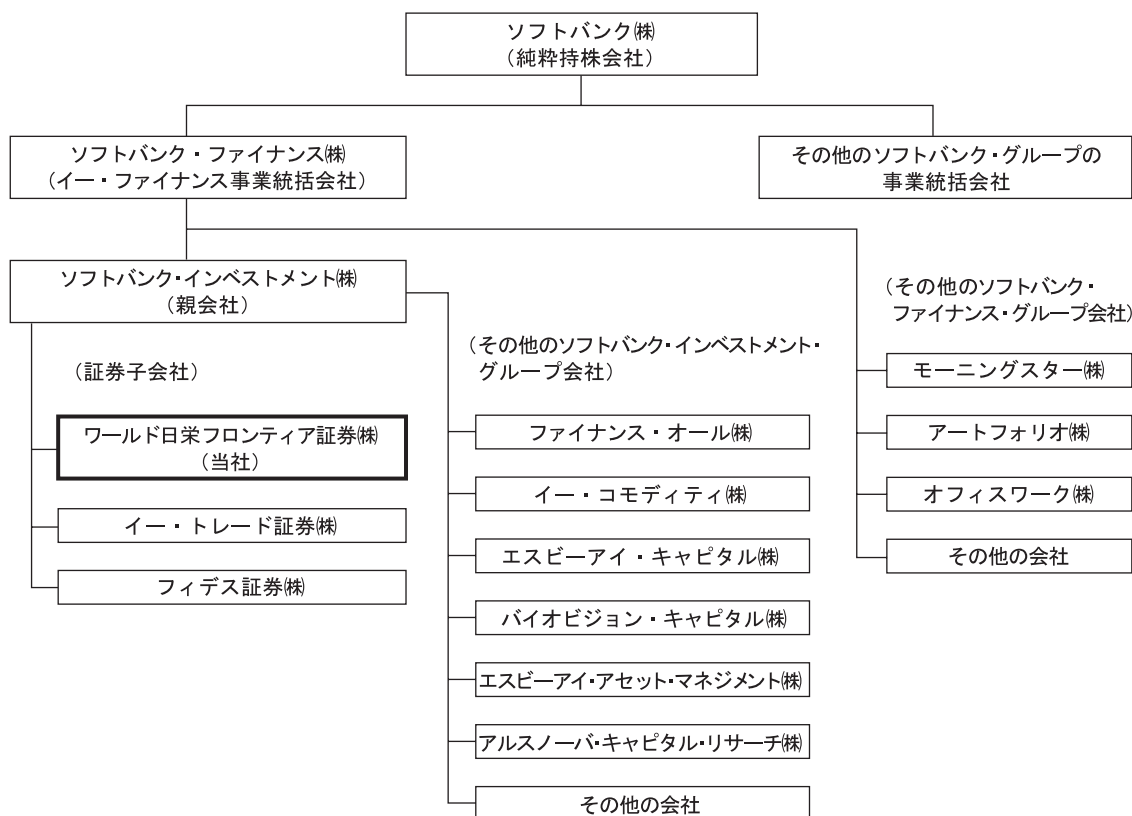 ソフトバンク㈱
(純粋持株会社)
ソフトバンク・ファイナンス㈱
(イー・ファイナンス事業統括会社)
その他のソフトバンク・グループの
事業統括会社
ソフトバンク・インベストメント㈱
(親会社)
(証券子会社)
ワールド日栄フロンティア証券㈱
(当社)
イー・トレード証券㈱
フィデス証券㈱
(その他のソフトバンク・インベストメント・
グループ会社)
ファイナンス・オール㈱
イー・コモディティ㈱
エスビーアイ・キャピタル㈱
バイオビジョン・キャピタル㈱
エスビーアイ・アセット・マネジメント㈱
アルスノーバ・キャピタル・リサーチ㈱
その他の会社
(その他のソフトバンク・
ファイナンス・グループ会社)
モーニングスター㈱
アートフォリオ㈱
オフィスワーク㈱
その他の会社